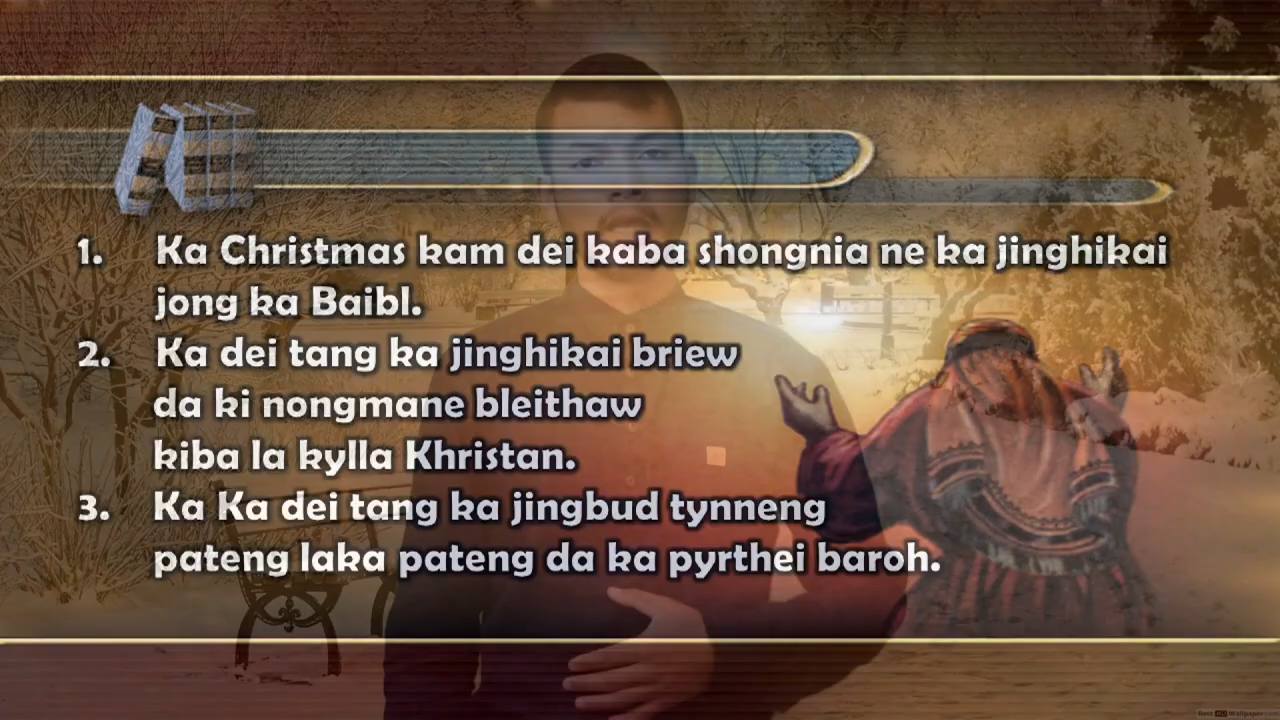 1. Ka Christmas kam dei kaba shongnia ne ka jinghikai
jong ka Baibl.
2. Ka dei tang ka jinghikai briew
da ki nongmane bleithaw
kiba la kylla Khristan.
3. Ka Ka dei tang ka jingbud tynneng
pateng laka pateng da ka pyrthei baroh.